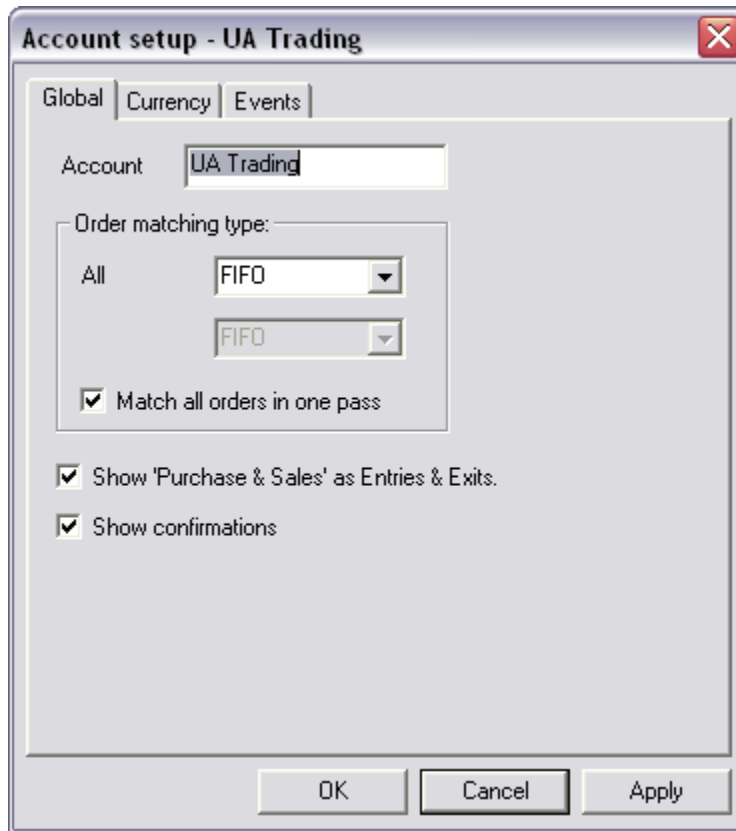 Account setup - UA Trading
Global Currency Events
Account UA Trading
Order matching type:
All FIFO
FIFO
Match all orders in one pass
Show 'Purchase & Sales' as Entries & Exits.
Show confirmations
OK Cancel Apply